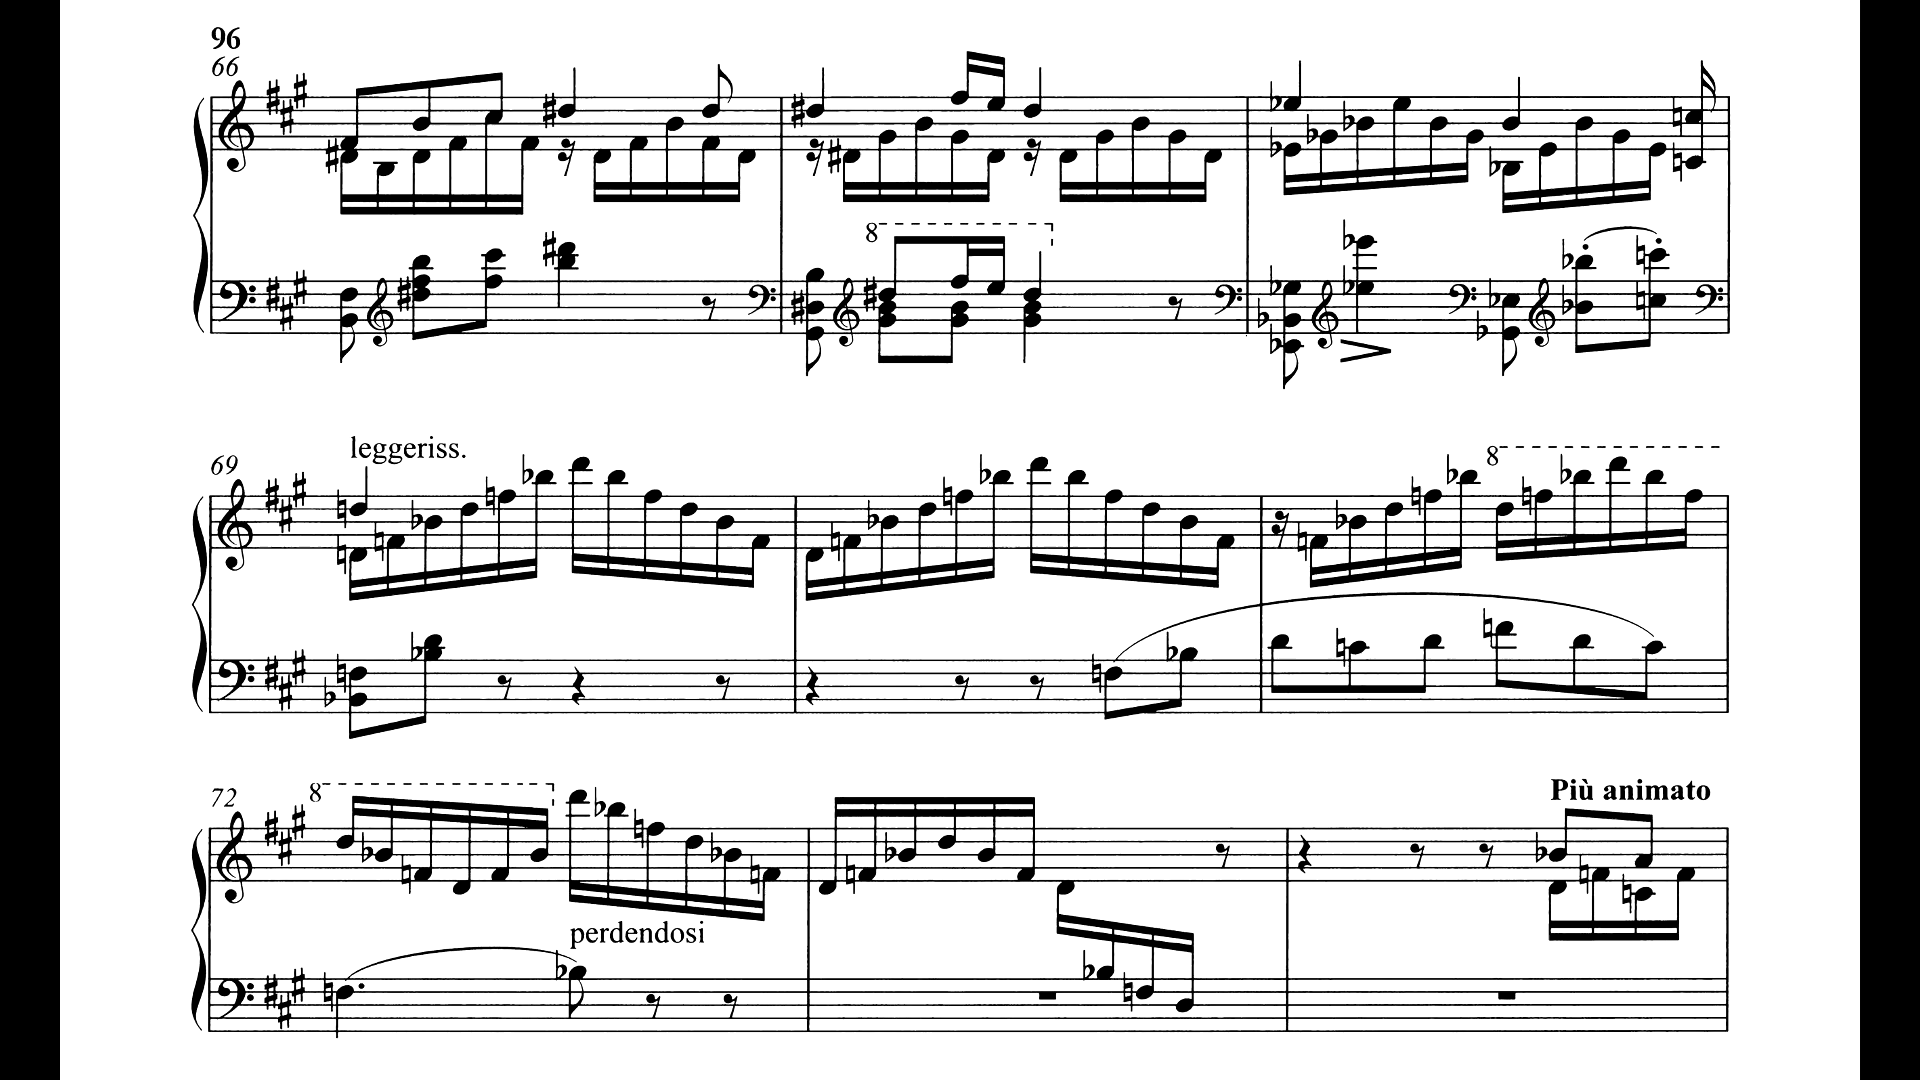 96
66
8
69
leggeriss.
8
72
8
Più animato
perdendosi